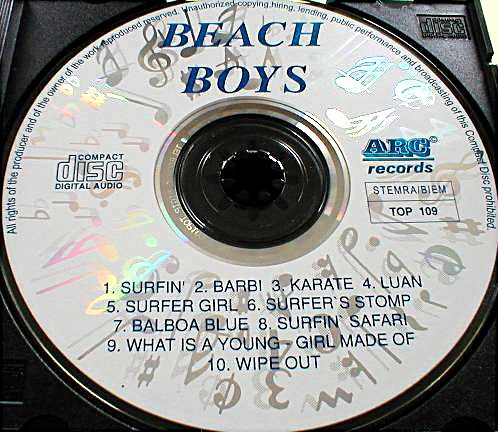 BEACH
BOYS
All rights of the producer and of the owner of the work reproduced reserved. Unauthorized copying, hiring, lending, public performance and broadcasting of this Compact Disc prohibited.
disc
COMPACT
disc
DIGITAL AUDIO
ARC
records
STEMRA/BIEM
TOP 109
1. SURFIN' 2. BARBI 3. KARATE 4. LUAN
5. SURFER GIRL 6. SURFER`S STOMP
7. BALBOA BLUE 8. SURFIN` SAFARI
9. WHAT IS A YOUNG - GIRL MADE OF
10. WIPE OUT